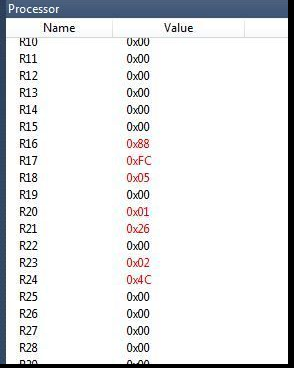 Processor
Name Value
R10 0x00
R11 0x00
R12 0x00
R13 0x00
R14 0x00
R15 0x00
R16 0x88
R17 0xFC
R18 0x05
R19 0x00
R20 0x01
R21 0x26
R22 0x00
R23 0x02
R24 0x4C
R25 0x00
R26 0x00
R27 0x00
R28 0x00
R29 0x00